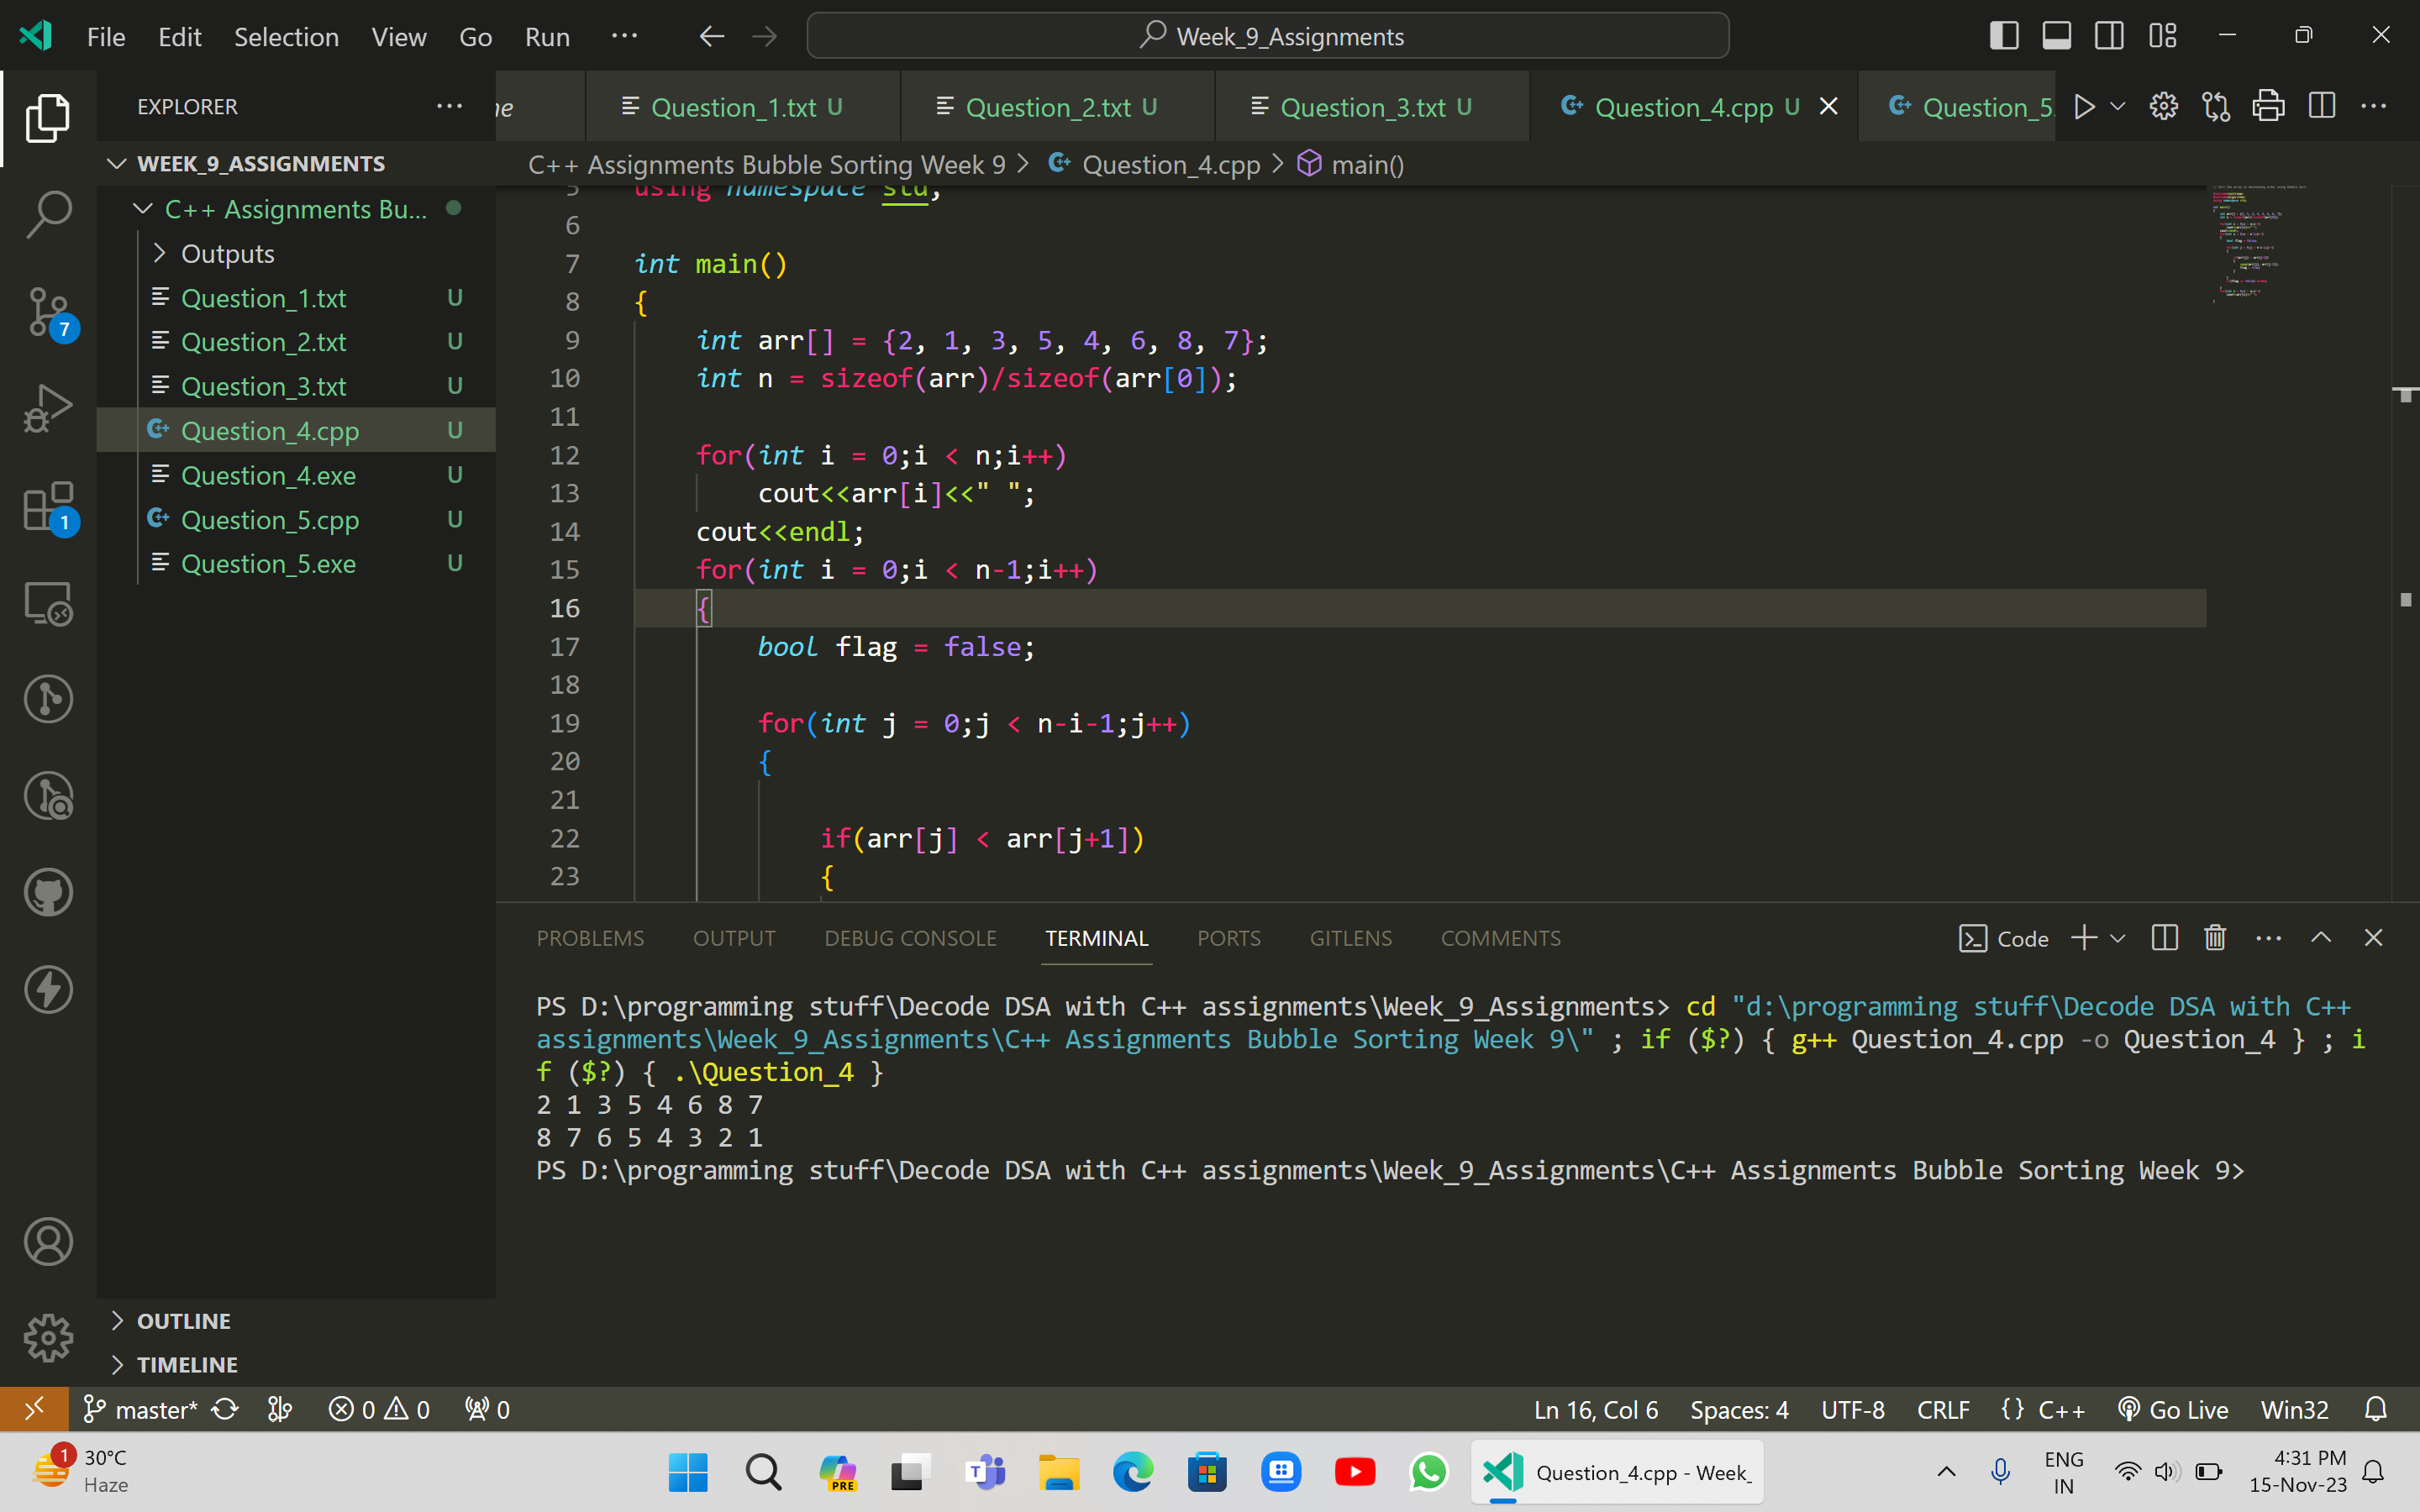 File Edit Selection View Go Run ··· Week_9_Assignments
EXPLORER ···
ne Question_1.txt U Question_2.txt U Question_3.txt U Question_4.cpp U Question_5.
WEEK_9_ASSIGNMENTS
C++ Assignments Bubble Sorting Week 9 > Question_4.cpp > main()
C++ Assignments Bu...
Outputs
Question_1.txt U
Question_2.txt U
Question_3.txt U
Question_4.cpp U
Question_4.exe U
Question_5.cpp U
Question_5.exe U
OUTLINE
TIMELINE
7
1
5 using namespace std;
6
7 int main()
8 {
9 int arr[] = {2, 1, 3, 5, 4, 6, 8, 7};
10 int n = sizeof(arr)/sizeof(arr[0]);
11
12 for(int i = 0;i < n;i++)
13 cout<<arr[i]<<" ";
14 cout<<endl;
15 for(int i = 0;i < n-1;i++)
16 {
17 bool flag = false;
18
19 for(int j = 0;j < n-i-1;j++)
20 {
21
22 if(arr[j] < arr[j+1])
23 {
PROBLEMS OUTPUT DEBUG CONSOLE TERMINAL PORTS GITLENS COMMENTS Code
PS D:\programming stuff\Decode DSA with C++ assignments\Week_9_Assignments> cd "d:\programming stuff\Decode DSA with C++
assignments\Week_9_Assignments\C++ Assignments Bubble Sorting Week 9\" ; if ($?) { g++ Question_4.cpp -o Question_4 } ; i
f ($?) { .\Question_4 }
2 1 3 5 4 6 8 7
8 7 6 5 4 3 2 1
PS D:\programming stuff\Decode DSA with C++ assignments\Week_9_Assignments\C++ Assignments Bubble Sorting Week 9>
master* 0 0 0 Ln 16, Col 6 Spaces: 4 UTF-8 CRLF {} C++ Go Live Win32
1 30°C
Haze
PRE
Question_4.cpp - Week_
ENG
IN
4:31 PM
15-Nov-23